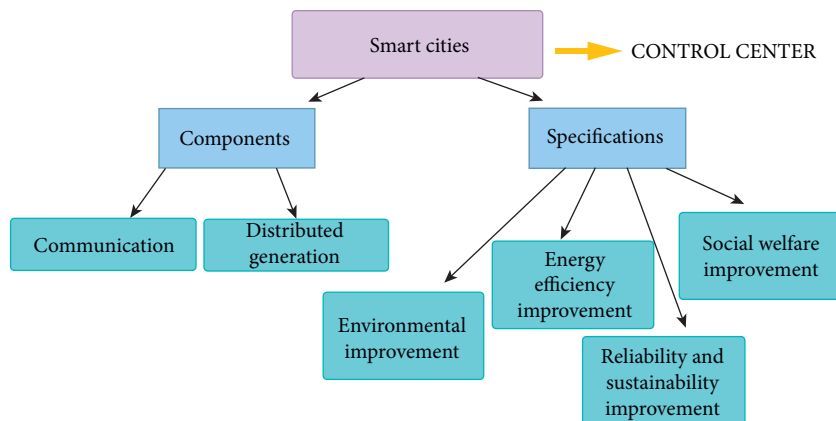 Smart cities
CONTROL CENTER
Components
Specifications
Communication
Distributed
generation
Environmental
improvement
Energy
efficiency
improvement
Reliability and
sustainability
improvement
Social welfare
improvement